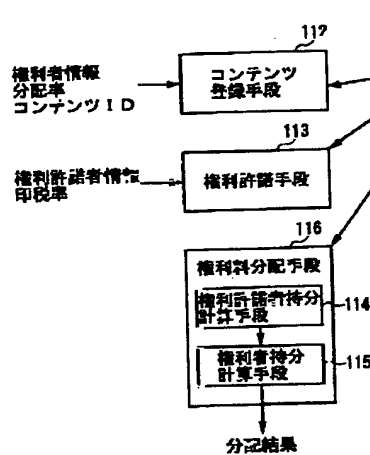 112
権利者情報
分配率
コンテンツID
コンテンツ
登録手段
113
権利許諾者情報
印税率
権利許諾手段
116
権利料分配手段
権利許諾者持分
計算手段
114
権利者持分
計算手段
115
分配結果